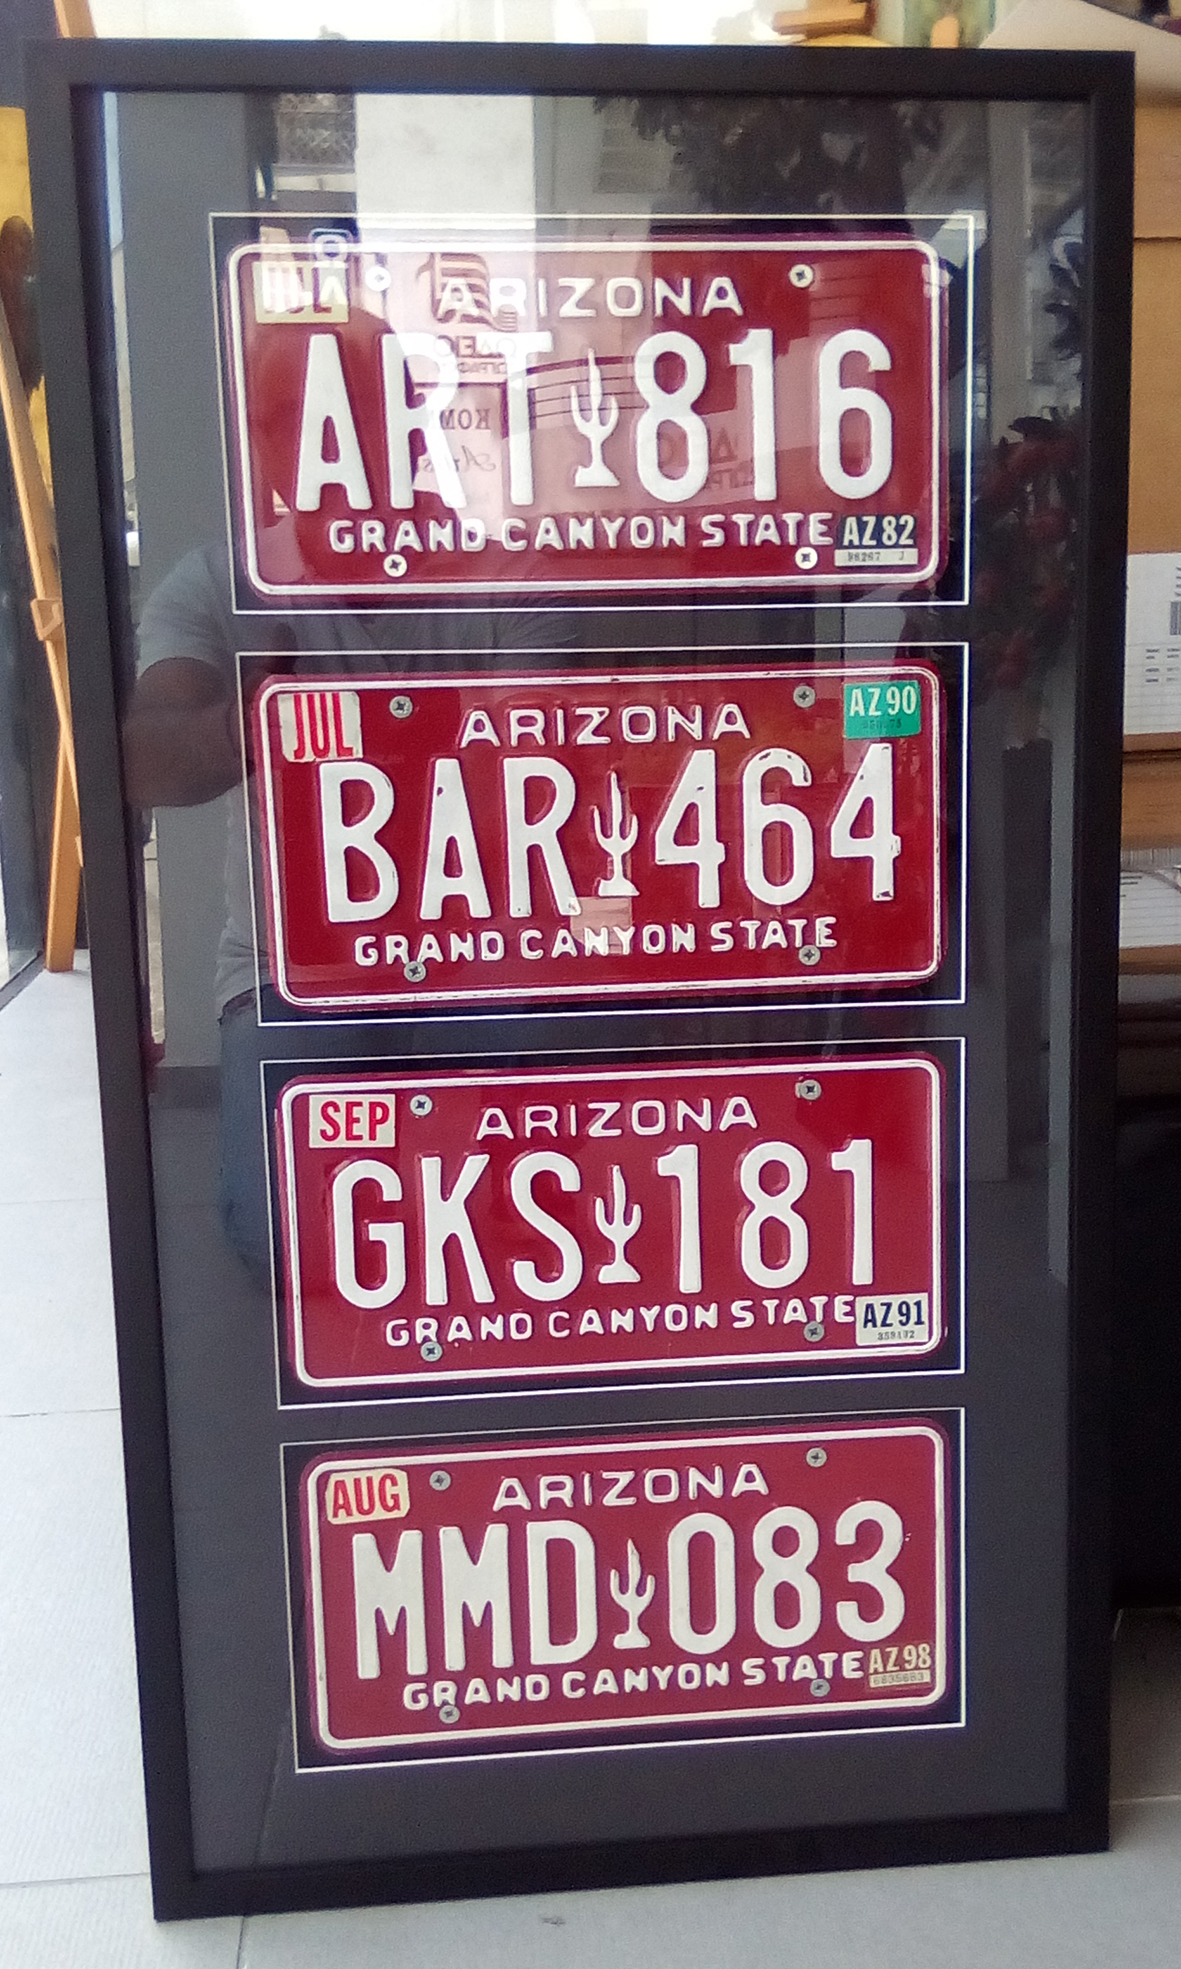 JUL
ARIZONA
ART 816
GRAND CANYON STATE AZ 82
JUL ARIZONA AZ 90
BAR 464
GRAND CANYON STATE
SEP ARIZONA
GKS 181
GRAND CANYON STATE AZ 91
AUG ARIZONA
MMD 083
GRAND CANYON STATE AZ 98